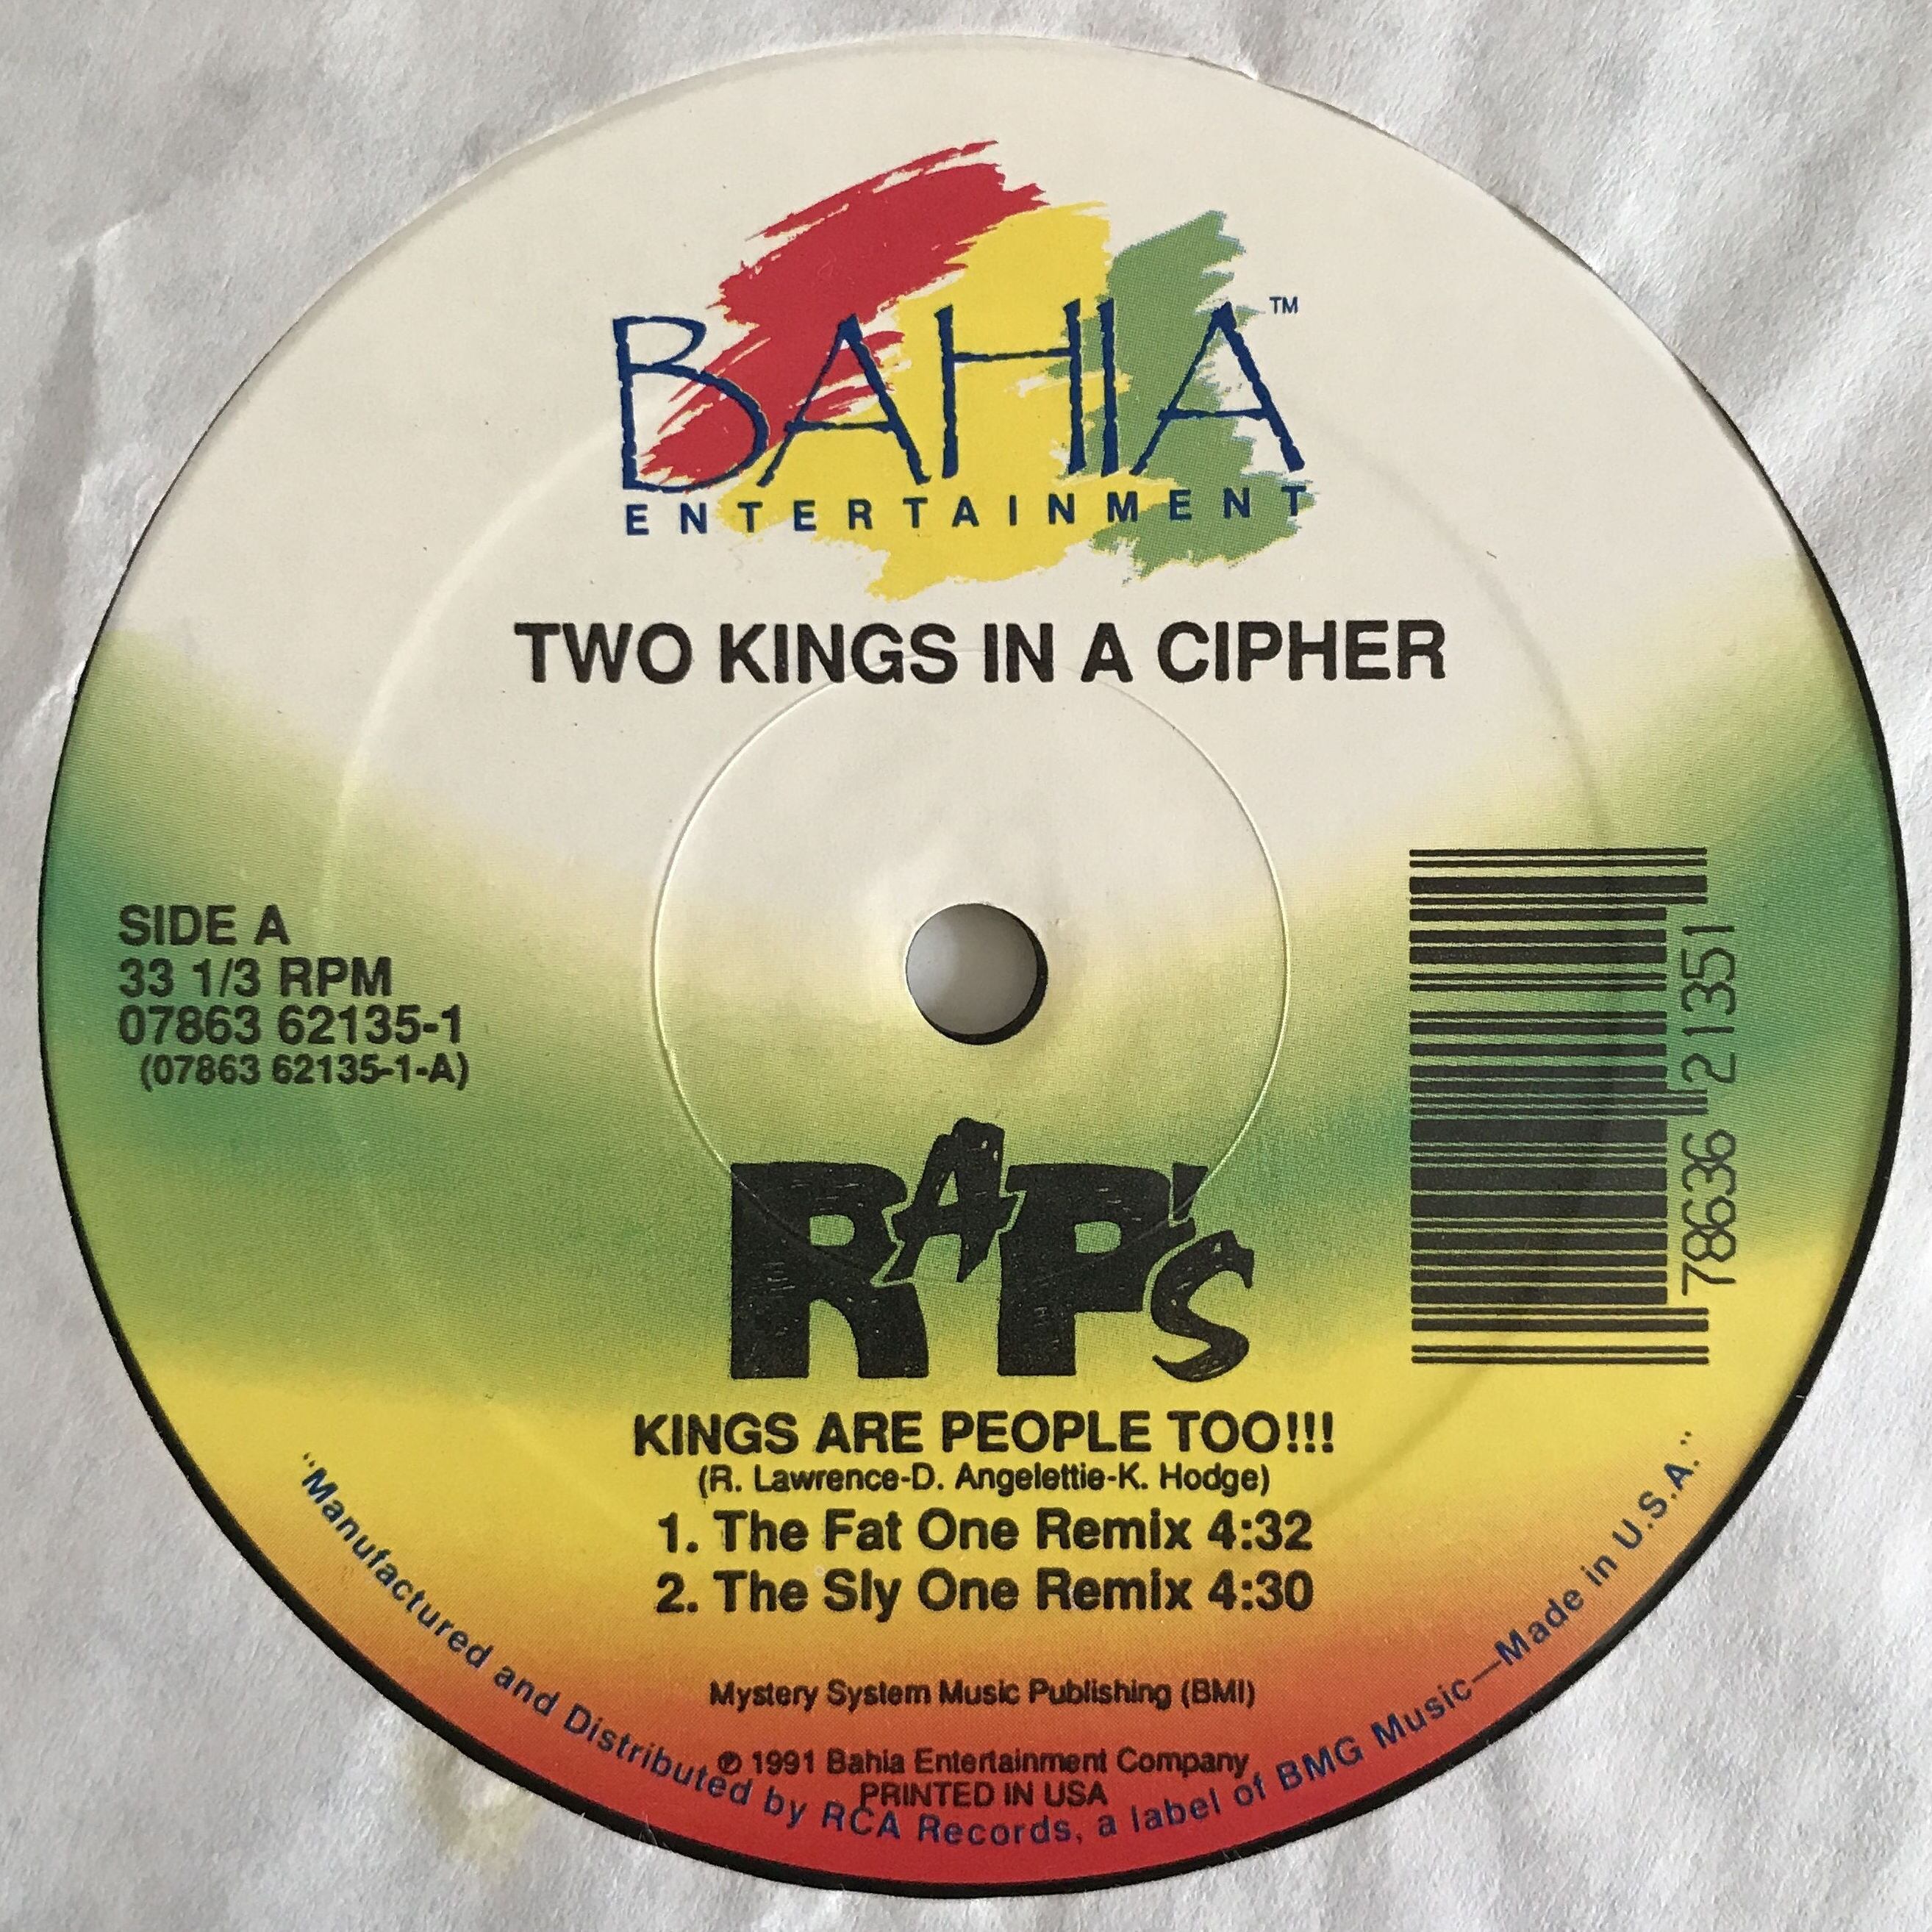 BAHIA™
ENTERTAINMENT
TWO KINGS IN A CIPHER
SIDE A
33 1/3 RPM
07863 62135-1
(07863 62135-1-A)
78636 21351
RAP'S
KINGS ARE PEOPLE TOO!!!
(R. Lawrence-D. Angelettie-K. Hodge)
1. The Fat One Remix 4:32
2. The Sly One Remix 4:30
Mystery System Music Publishing (BMI)
℗ 1991 Bahia Entertainment Company
PRINTED IN USA
"Manufactured and Distributed by RCA Records, a label of BMG Music—Made in U.S.A."